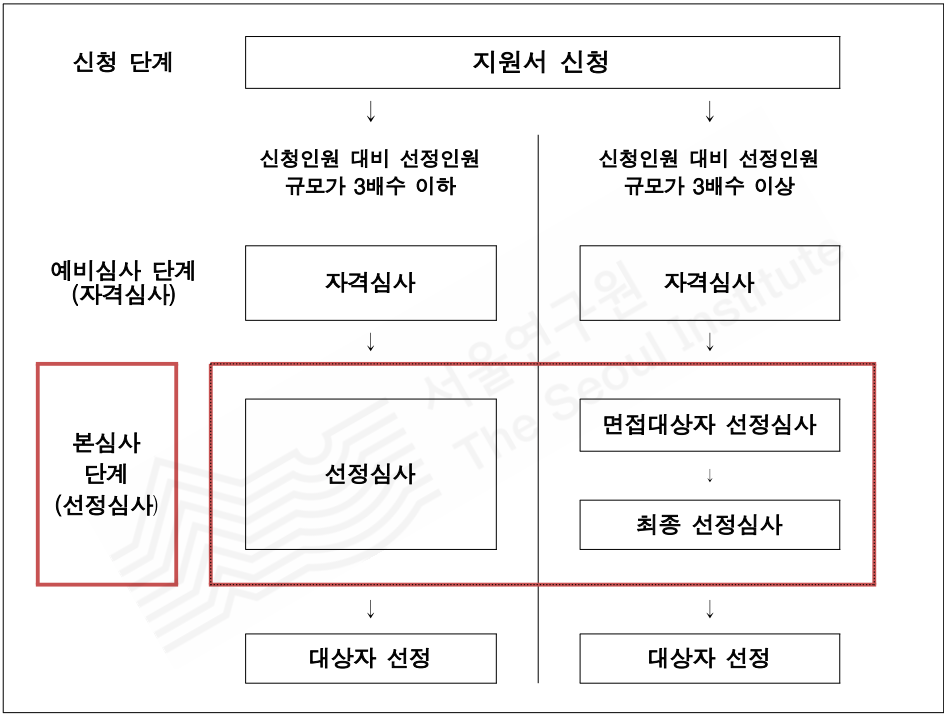 신청 단계
지원서 신청
↓
↓
신청인원 대비 선정인원
규모가 3배수 이하
신청인원 대비 선정인원
규모가 3배수 이상
예비심사 단계
(자격심사)
자격심사
자격심사
↓
↓
본심사
단계
(선정심사)
선정심사
면접대상자 선정심사
↓
최종 선정심사
↓
↓
대상자 선정
대상자 선정
서울연구원
The Seoul Institute